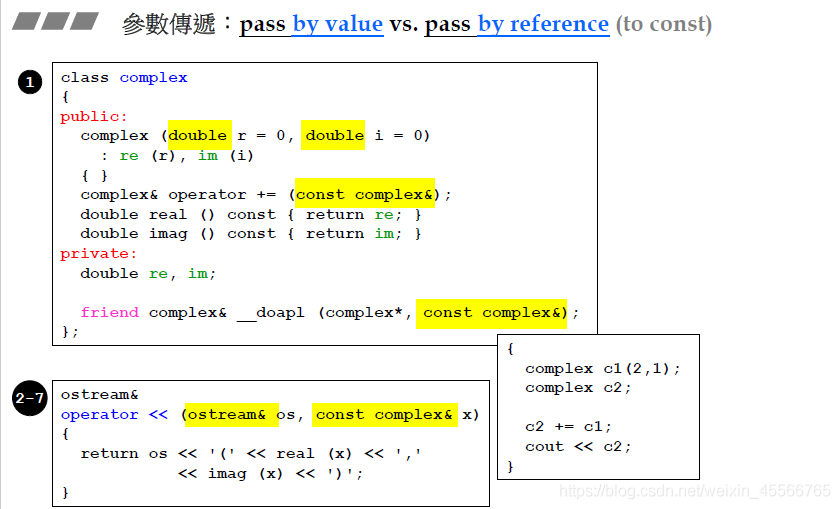 參數傳遞：pass by value vs. pass by reference (to const)
1
class complex
{
public:
complex (double r = 0, double i = 0)
: re (r), im (i)
{ }
complex& operator += (const complex&);
double real () const { return re; }
double imag () const { return im; }
private:
double re, im;
friend complex& __doapl (complex*, const complex&);
};
2-7
ostream&
operator << (ostream& os, const complex& x)
{
return os << '(' << real (x) << ','
<< imag (x) << ')';
}
{
complex c1(2,1);
complex c2;
c2 += c1;
cout << c2;
}
https://blog.csdn.net/weixin_45566765